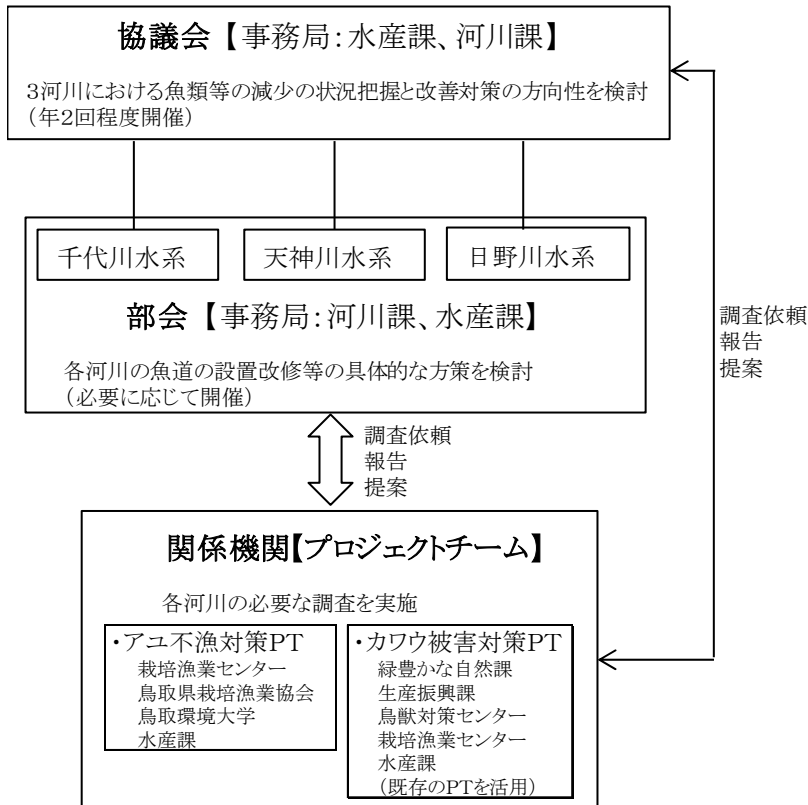 協議会【事務局:水産課、河川課】
3河川における魚類等の減少の状況把握と改善対策の方向性を検討
(年2回程度開催)
千代川水系
天神川水系
日野川水系
部会【事務局:河川課、水産課】
各河川の魚道の設置改修等の具体的な方策を検討
(必要に応じて開催)
調査依頼
報告
提案
調査依頼
報告
提案
関係機関【プロジェクトチーム】
各河川の必要な調査を実施
・アユ不漁対策PT
栽培漁業センター
鳥取県栽培漁業協会
鳥取環境大学
水産課
・カワウ被害対策PT
緑豊かな自然課
生産振興課
鳥獣対策センター
栽培漁業センター
水産課
(既存のPTを活用)